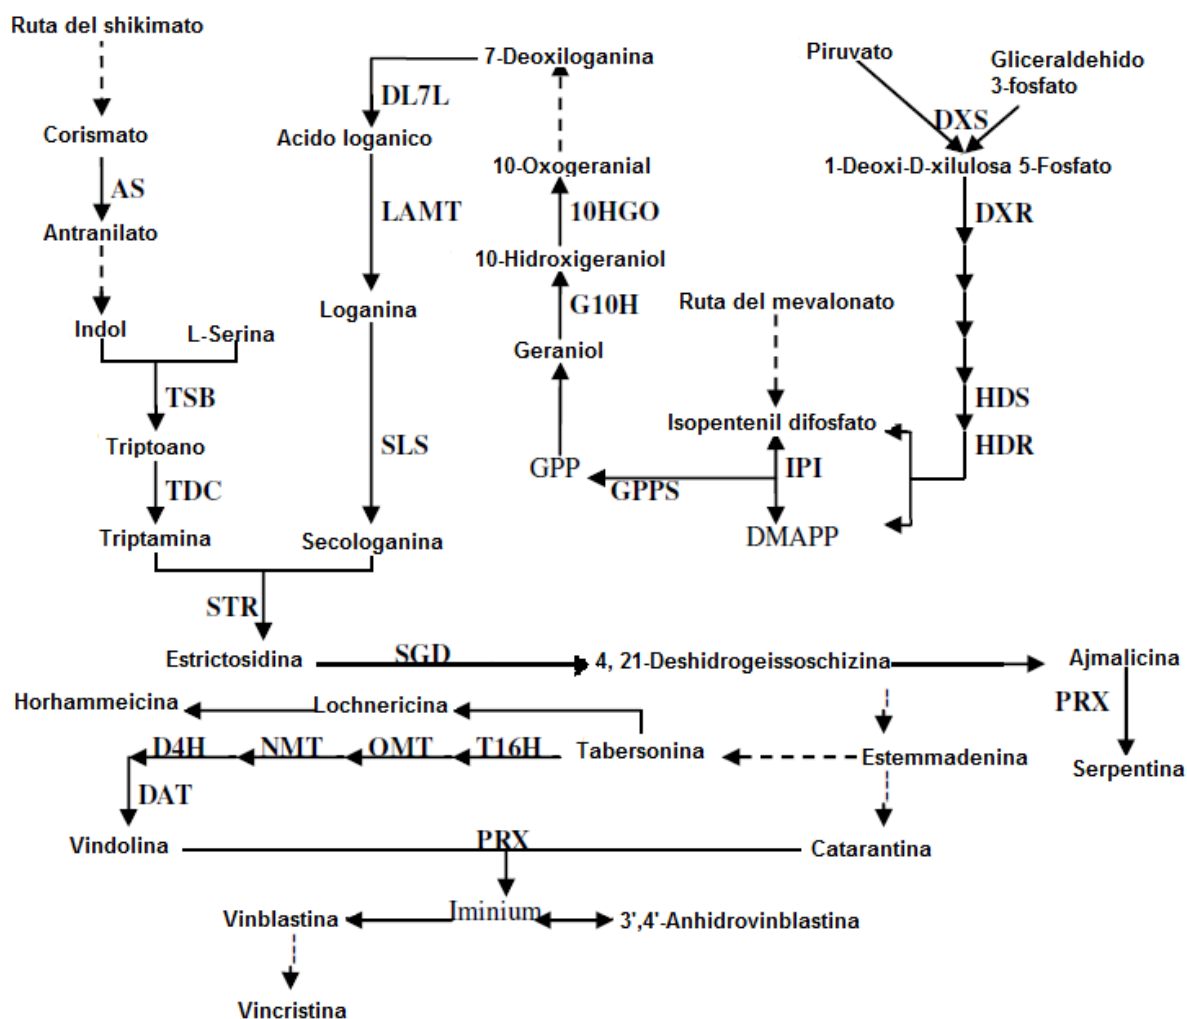 Ruta del shikimato
Corismato
AS
Antranilato
Indol
L-Serina
TSB
Triptoano
TDC
Triptamina
7-Deoxiloganina
DL7L
Acido loganico
LAMT
Loganina
SLS
Secologanina
10-Oxogeranial
10HGO
10-Hidroxigeraniol
G10H
Geraniol
GPP
GPPS
Piruvato
Gliceraldehido
3-fosfato
DXS
1-Deoxi-D-xilulosa 5-Fosfato
DXR
HDS
HDR
Ruta del mevalonato
Isopentenil difosfato
IPI
DMAPP
STR
Estrictosidina
SGD
4, 21-Deshidrogeissoschizina
Ajmalicina
PRX
Serpentina
Horhammeicina
Lochnericina
D4H
NMT
OMT
T16H
Tabersonina
Estemmadenina
DAT
Vindolina
PRX
Catarantina
Vinblastina
Iminium
3',4'-Anhidrovinblastina
Vincristina